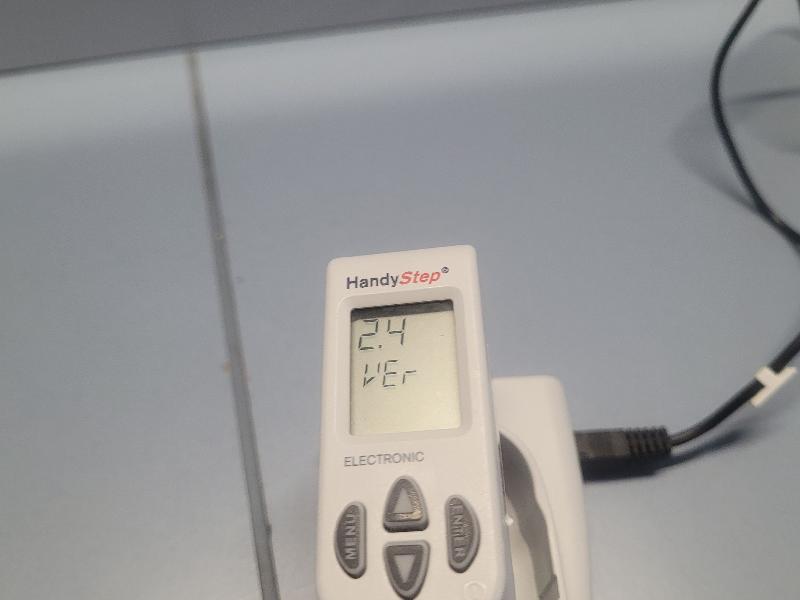 HandyStep®
2.4
VEr
ELECTRONIC
MENU
ENTER